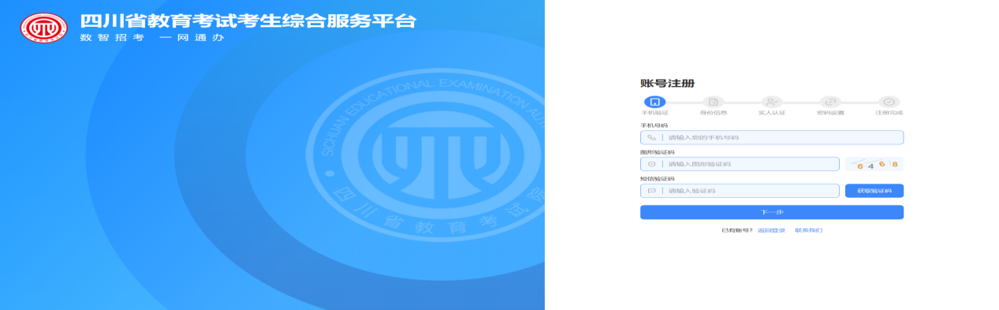 四川省教育考试考生综合服务平台
数智招考 一网通办
SICHUAN EDUCATIONAL EXAMINATION AUT
四川省教育考试院
账号注册
手机验证 身份信息 实人认证 密码设置 注册完成
手机号码
请输入您的手机号码
图形验证码
请输入图形验证码
6 4 6 8
短信验证码
请输入验证码 获取验证码
下一步
已有账号? 返回登录 联系我们